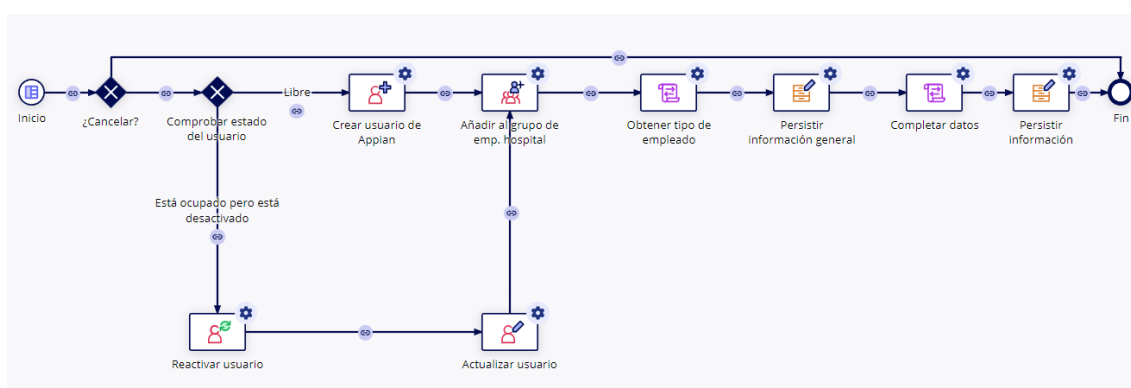 Libre
Inicio
¿Cancelar?
Comprobar estado
del usuario
Crear usuario de
Appian
Añadir al grupo de
emp. hospital
Obtener tipo de
empleado
Persistir
información general
Completar datos
Persistir
información
Fin
Está ocupado pero está
desactivado
Reactivar usuario
Actualizar usuario